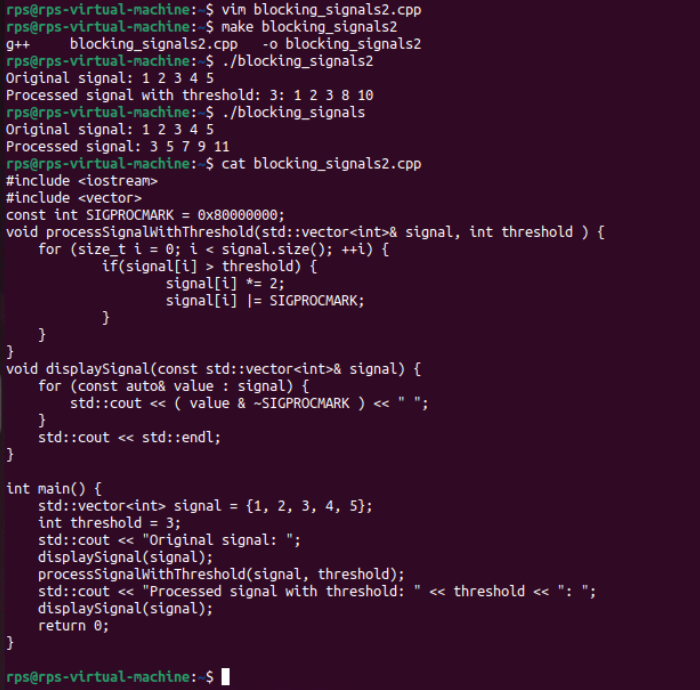 rps@rps-virtual-machine:~$ vim blocking_signals2.cpp
rps@rps-virtual-machine:~$ make blocking_signals2
g++     blocking_signals2.cpp   -o blocking_signals2
rps@rps-virtual-machine:~$ ./blocking_signals2
Original signal: 1 2 3 4 5
Processed signal with threshold: 3: 1 2 3 8 10
rps@rps-virtual-machine:~$ ./blocking_signals
Original signal: 1 2 3 4 5
Processed signal: 3 5 7 9 11
rps@rps-virtual-machine:~$ cat blocking_signals2.cpp
#include <iostream>
#include <vector>
const int SIGPROCMARK = 0x80000000;
void processSignalWithThreshold(std::vector<int>& signal, int threshold ) {
    for (size_t i = 0; i < signal.size(); ++i) {
            if(signal[i] > threshold) {
                    signal[i] *= 2;
                    signal[i] |= SIGPROCMARK;
            }
    }
}
void displaySignal(const std::vector<int>& signal) {
    for (const auto& value : signal) {
        std::cout << ( value & ~SIGPROCMARK ) << " ";
    }
    std::cout << std::endl;
}

int main() {
    std::vector<int> signal = {1, 2, 3, 4, 5};
    int threshold = 3;
    std::cout << "Original signal: ";
    displaySignal(signal);
    processSignalWithThreshold(signal, threshold);
    std::cout << "Processed signal with threshold: " << threshold << ": ";
    displaySignal(signal);
    return 0;
}

rps@rps-virtual-machine:~$